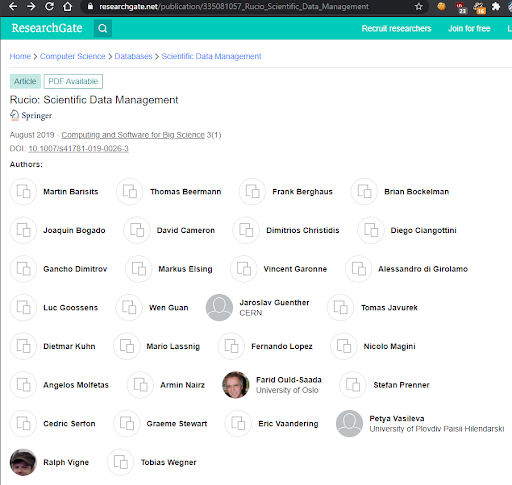 researchgate.net/publication/335081057_Rucio_Scientific_Data_Management
23
16
ResearchGate
Recruit researchers
Join for free
L
Home > Computer Science > Databases > Scientific Data Management
Article
PDF Available
Rucio: Scientific Data Management
Springer
August 2019 · Computing and Software for Big Science 3(1)
DOI: 10.1007/s41781-019-0026-3
Authors:
Martin Barisits
Thomas Beermann
Frank Berghaus
Brian Bockelman
Joaquin Bogado
David Cameron
Dimitrios Christidis
Diego Ciangottini
Gancho Dimitrov
Markus Elsing
Vincent Garonne
Alessandro di Girolamo
Luc Goossens
Wen Guan
Jaroslav Guenther
CERN
Tomas Javurek
Dietmar Kuhn
Mario Lassnig
Fernando Lopez
Nicolo Magini
Angelos Molfetas
Armin Nairz
Farid Ould-Saada
University of Oslo
Stefan Prenner
Cedric Serfon
Graeme Stewart
Eric Vaandering
Petya Vasileva
University of Plovdiv Paisii Hilendarski
Ralph Vigne
Tobias Wegner